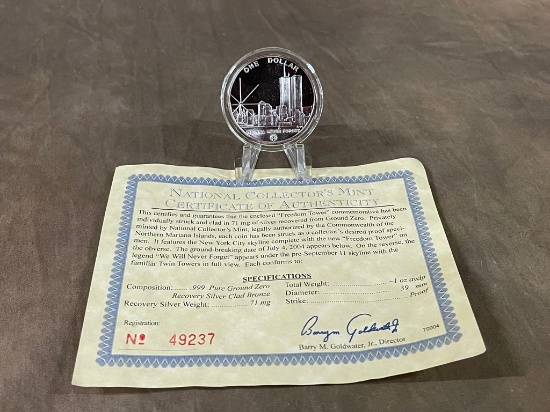 ONE DOLLAR
WE WILL NEVER FORGET
NATIONAL COLLECTOR'S MINT
CERTIFICATE OF AUTHENTICITY
This certifies and guarantees that the enclosed "Freedom Tower" commemorative has been
individually struck and clad in 71 mg of silver recovered from Ground Zero. Privately
minted by National Collector's Mint, legally authorized by the Commonwealth of the
Northern Mariana Islands, each coin has been struck as a collector's desired proof speci-
men. It features the New York City skyline complete with the new "Freedom Tower" on
the obverse. The ground-breaking date of July 4, 2004 appears below. On the reverse, the
legend "We Will Never Forget" appears under the pre-September 11 skyline with the
familiar Twin Towers in full view. Each conforms to:
SPECIFICATIONS
Composition: .999 Pure Ground Zero
Recovery Silver Clad Bronze
Recovery Silver Weight: 71 mg
Total Weight: ~1 oz avdp
Diameter: 39 mm
Strike: Proof
Registration:
Nº 49237
Barry M. Goldwater, Jr., Director